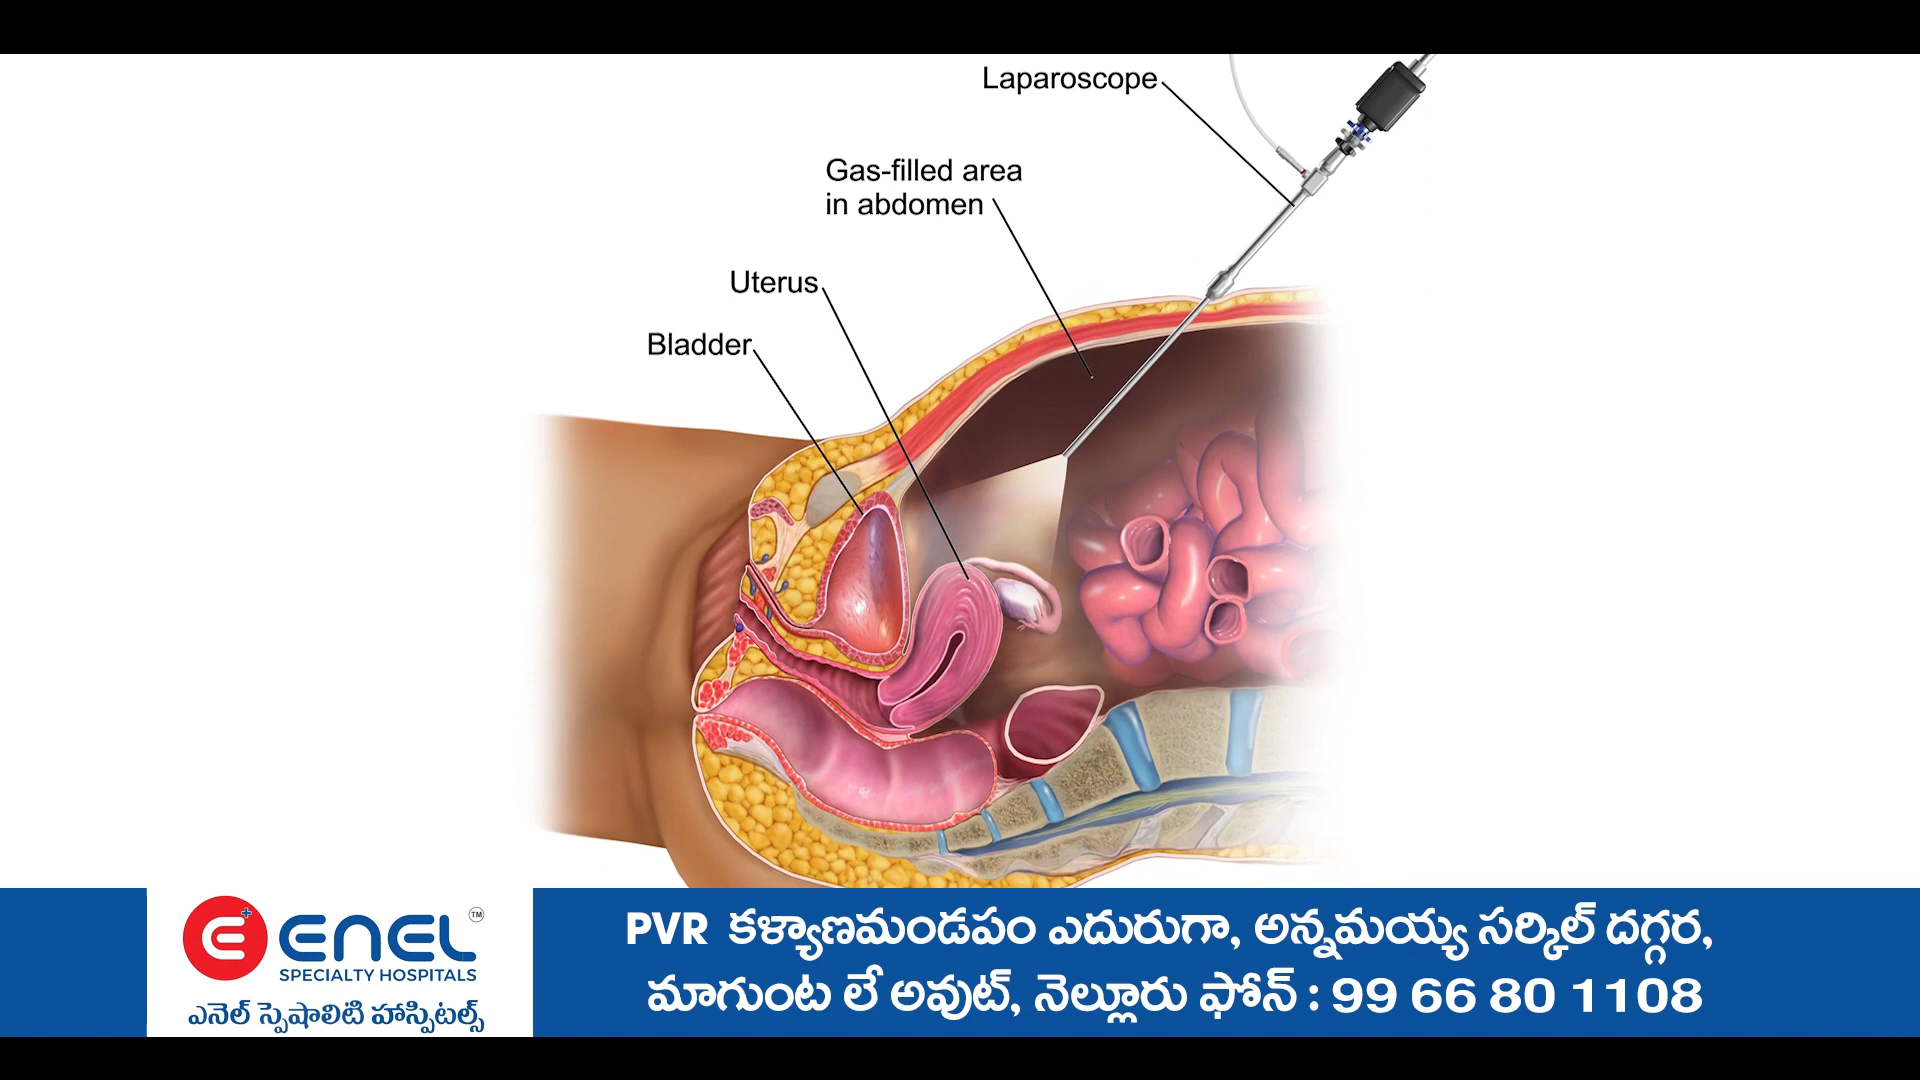 Laparoscope
Gas-filled area
in abdomen
Uterus
Bladder
ENEL TM
SPECIALTY HOSPITALS
ఎనెల్ స్పెషాలిటి హాస్పిటల్స్
PVR కళ్యాణమండపం ఎదురుగా, అన్నమయ్య సర్కిల్ దగ్గర,
మాగుంట లే అవుట్, నెల్లూరు ఫోన్ : 99 66 80 1108